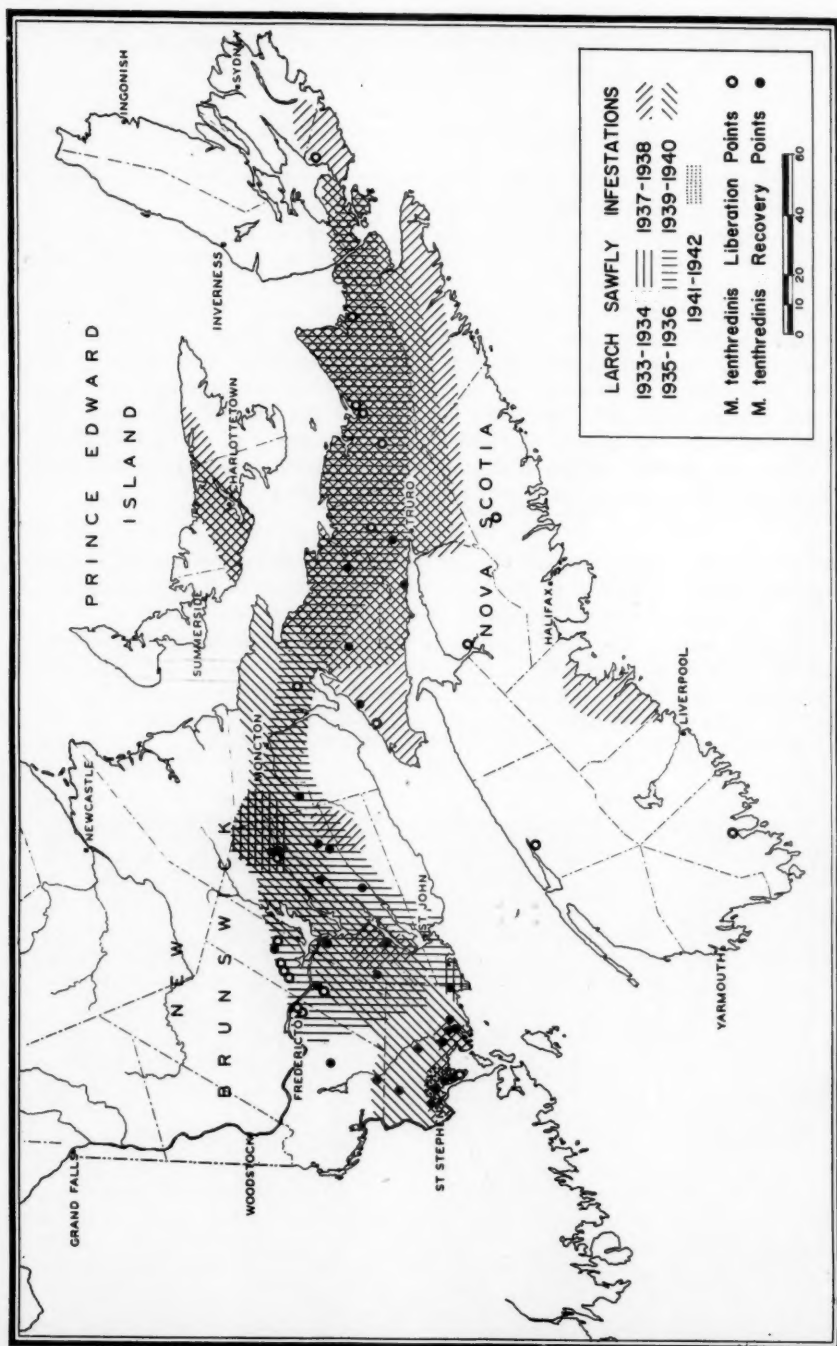 PRINCE EDWARD
ISLAND
NEW
BRUNSWICK
NOVA SCOTIA
GRAND FALLS
NEWCASTLE
WOODSTOCK
FREDERICTON
MONCTON
SUMMERSIDE
CHARLOTTETOWN
INVERNESS
INGONISH
SYDNEY
ST STEPHEN
ST JOHN
TRURO
HALIFAX
LIVERPOOL
YARMOUTH
LARCH SAWFLY INFESTATIONS
1933-1934 1937-1938
1935-1936 1939-1940
1941-1942
M. tenthredinis Liberation Points
M. tenthredinis Recovery Points
0 10 20 40 60